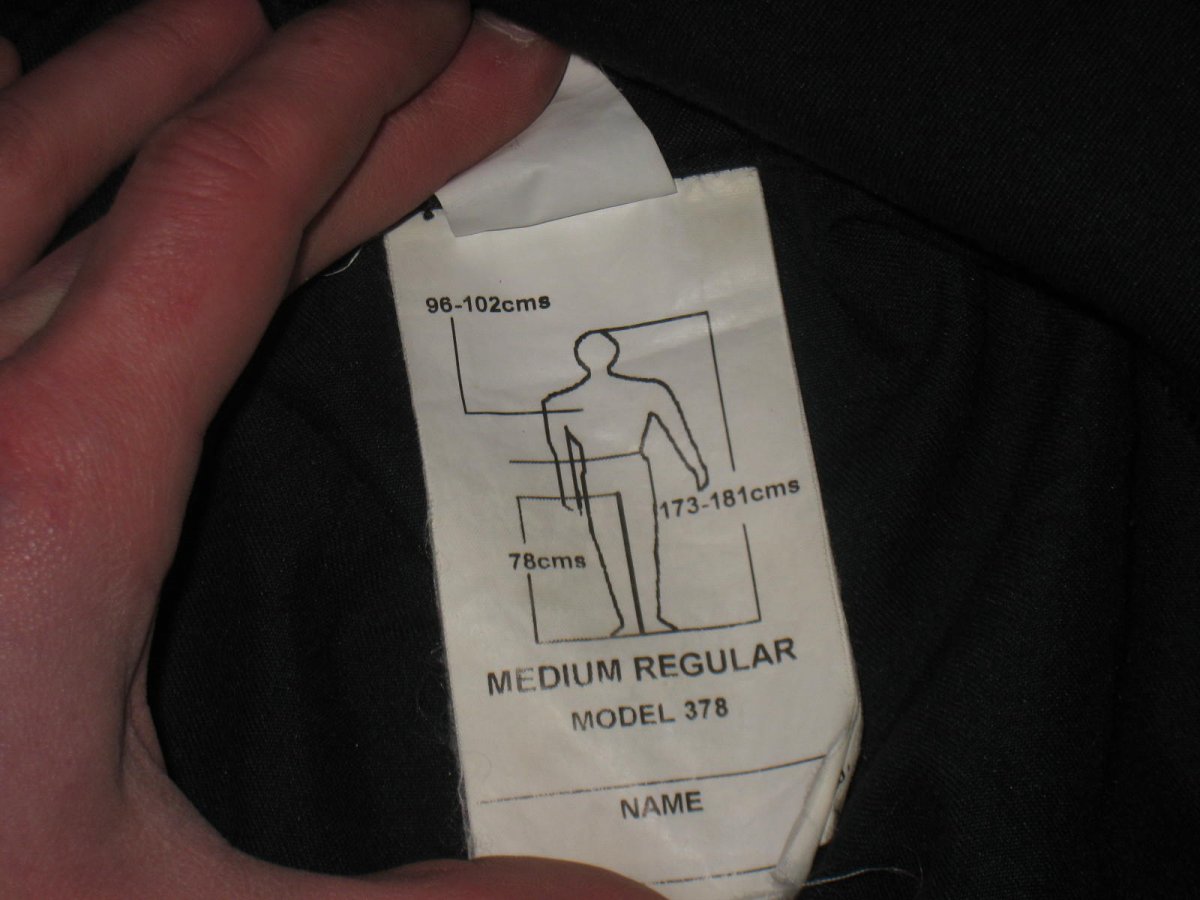 96-102cms
173-181cms
78cms
MEDIUM REGULAR
MODEL 378
NAME